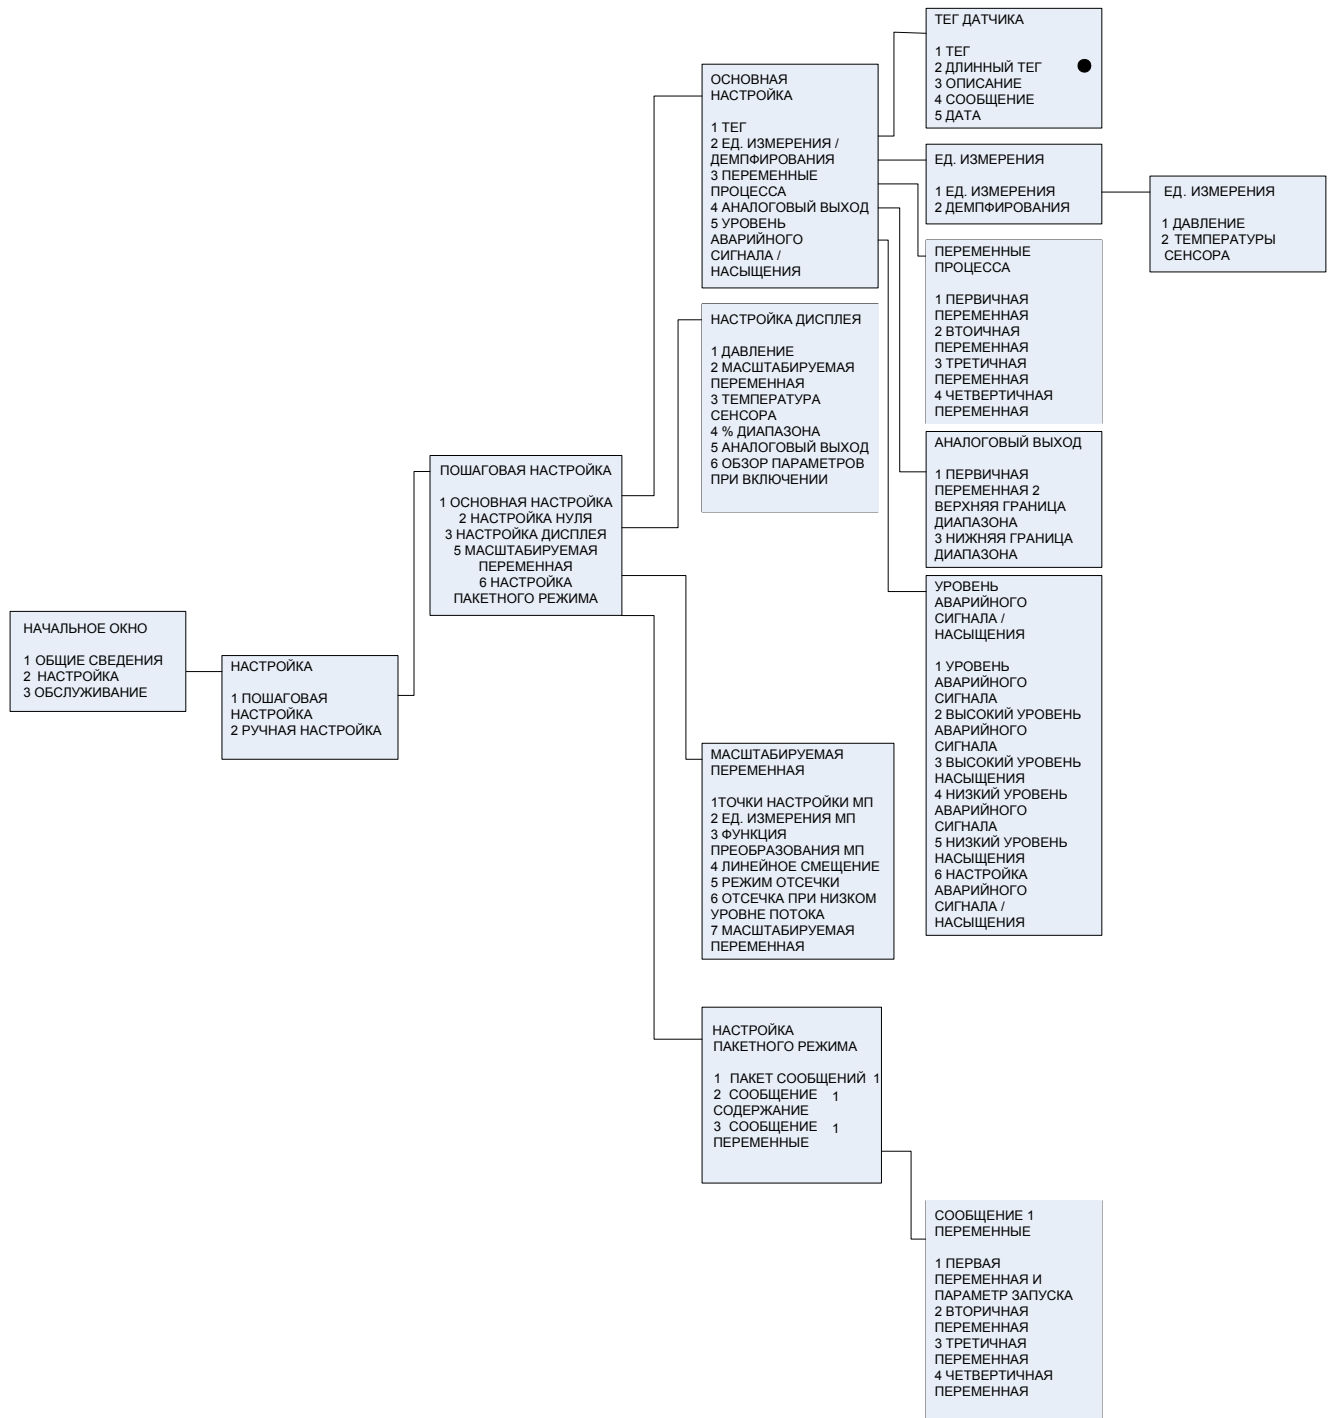 НАЧАЛЬНОЕ ОКНО
1 ОБЩИЕ СВЕДЕНИЯ
2 НАСТРОЙКА
3 ОБСЛУЖИВАНИЕ
НАСТРОЙКА
1 ПОШАГОВАЯ
НАСТРОЙКА
2 РУЧНАЯ НАСТРОЙКА
ПОШАГОВАЯ НАСТРОЙКА
1 ОСНОВНАЯ НАСТРОЙКА
2 НАСТРОЙКА НУЛЯ
3 НАСТРОЙКА ДИСПЛЕЯ
5 МАСШТАБИРУЕМАЯ
ПЕРЕМЕННАЯ
6 НАСТРОЙКА
ПАКЕТНОГО РЕЖИМА
ОСНОВНАЯ
НАСТРОЙКА
1 ТЕГ
2 ЕД. ИЗМЕРЕНИЯ /
ДЕМПФИРОВАНИЯ
3 ПЕРЕМЕННЫЕ
ПРОЦЕССА
4 АНАЛОГОВЫЙ ВЫХОД
5 УРОВЕНЬ
АВАРИЙНОГО
СИГНАЛА /
НАСЫЩЕНИЯ
НАСТРОЙКА ДИСПЛЕЯ
1 ДАВЛЕНИЕ
2 МАСШТАБИРУЕМАЯ
ПЕРЕМЕННАЯ
3 ТЕМПЕРАТУРА
СЕНСОРА
4 % ДИАПАЗОНА
5 АНАЛОГОВЫЙ ВЫХОД
6 ОБЗОР ПАРАМЕТРОВ
ПРИ ВКЛЮЧЕНИИ
МАСШТАБИРУЕМАЯ
ПЕРЕМЕННАЯ
1ТОЧКИ НАСТРОЙКИ МП
2 ЕД. ИЗМЕРЕНИЯ МП
3 ФУНКЦИЯ
ПРЕОБРАЗОВАНИЯ МП
4 ЛИНЕЙНОЕ СМЕЩЕНИЕ
5 РЕЖИМ ОТСЕЧКИ
6 ОТСЕЧКА ПРИ НИЗКОМ
УРОВНЕ ПОТОКА
7 МАСШТАБИРУЕМАЯ
ПЕРЕМЕННАЯ
НАСТРОЙКА
ПАКЕТНОГО РЕЖИМА
1 ПАКЕТ СООБЩЕНИЙ 1
2 СООБЩЕНИЕ 1
СОДЕРЖАНИЕ
3 СООБЩЕНИЕ 1
ПЕРЕМЕННЫЕ
ТЕГ ДАТЧИКА
1 ТЕГ
2 ДЛИННЫЙ ТЕГ
3 ОПИСАНИЕ
4 СООБЩЕНИЕ
5 ДАТА
ЕД. ИЗМЕРЕНИЯ
1 ЕД. ИЗМЕРЕНИЯ
2 ДЕМПФИРОВАНИЯ
ЕД. ИЗМЕРЕНИЯ
1 ДАВЛЕНИЕ
2 ТЕМПЕРАТУРЫ
СЕНСОРА
ПЕРЕМЕННЫЕ
ПРОЦЕССА
1 ПЕРВИЧНАЯ
ПЕРЕМЕННАЯ
2 ВТОИЧНАЯ
ПЕРЕМЕННАЯ
3 ТРЕТИЧНАЯ
ПЕРЕМЕННАЯ
4 ЧЕТВЕРТИЧНАЯ
ПЕРЕМЕННАЯ
АНАЛОГОВЫЙ ВЫХОД
1 ПЕРВИЧНАЯ
ПЕРЕМЕННАЯ 2
ВЕРХНЯЯ ГРАНИЦА
ДИАПАЗОНА
3 НИЖНЯЯ ГРАНИЦА
ДИАПАЗОНА
УРОВЕНЬ
АВАРИЙНОГО
СИГНАЛА /
НАСЫЩЕНИЯ
1 УРОВЕНЬ
АВАРИЙНОГО
СИГНАЛА
2 ВЫСОКИЙ УРОВЕНЬ
АВАРИЙНОГО
СИГНАЛА
3 ВЫСОКИЙ УРОВЕНЬ
НАСЫЩЕНИЯ
4 НИЗКИЙ УРОВЕНЬ
АВАРИЙНОГО
СИГНАЛА
5 НИЗКИЙ УРОВЕНЬ
НАСЫЩЕНИЯ
6 НАСТРОЙКА
АВАРИЙНОГО
СИГНАЛА /
НАСЫЩЕНИЯ
СООБЩЕНИЕ 1
ПЕРЕМЕННЫЕ
1 ПЕРВАЯ
ПЕРЕМЕННАЯ И
ПАРАМЕТР ЗАПУСКА
2 ВТОРИЧНАЯ
ПЕРЕМЕННАЯ
3 ТРЕТИЧНАЯ
ПЕРЕМЕННАЯ
4 ЧЕТВЕРТИЧНАЯ
ПЕРЕМЕННАЯ